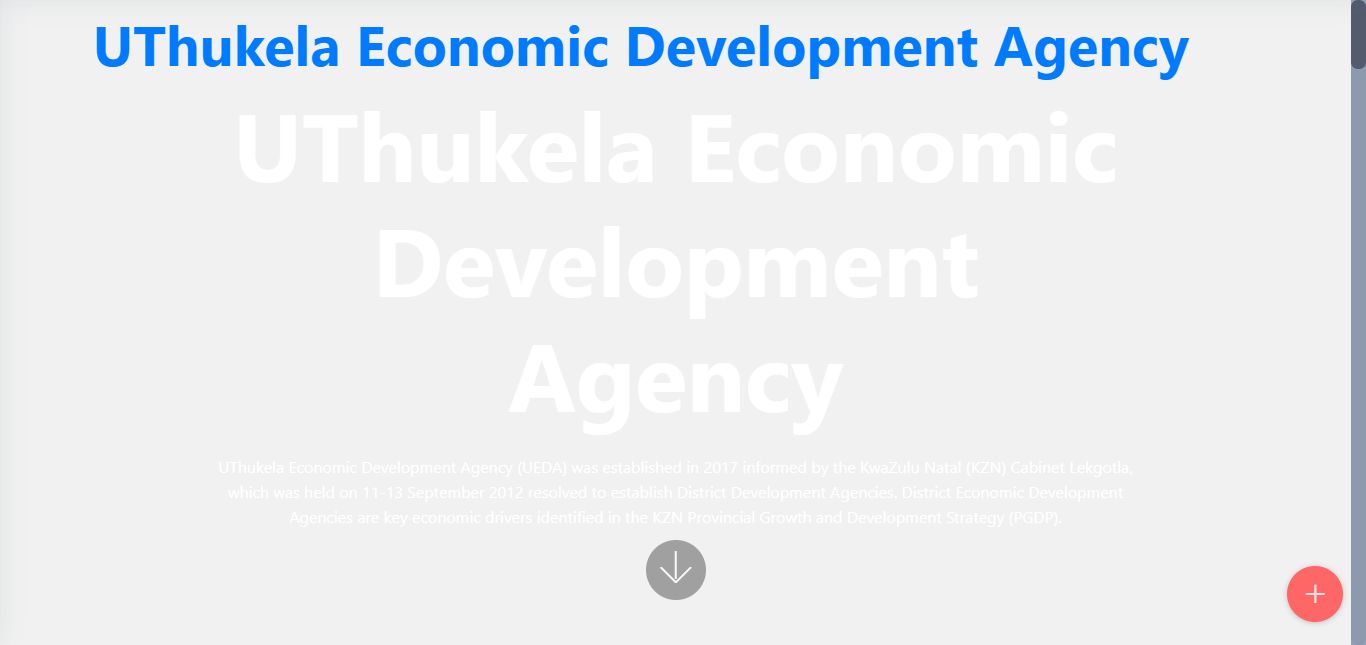 UThukela Economic Development Agency
UThukela Economic
Development
Agency
UThukela Economic Development Agency (UEDA) was established in 2017 informed by the KwaZulu Natal (KZN) Cabinet Lekgotla,
which was held on 11-13 September 2012 resolved to establish District Development Agencies. District Economic Development
Agencies are key economic drivers identified in the KZN Provincial Growth and Development Strategy (PGDP).